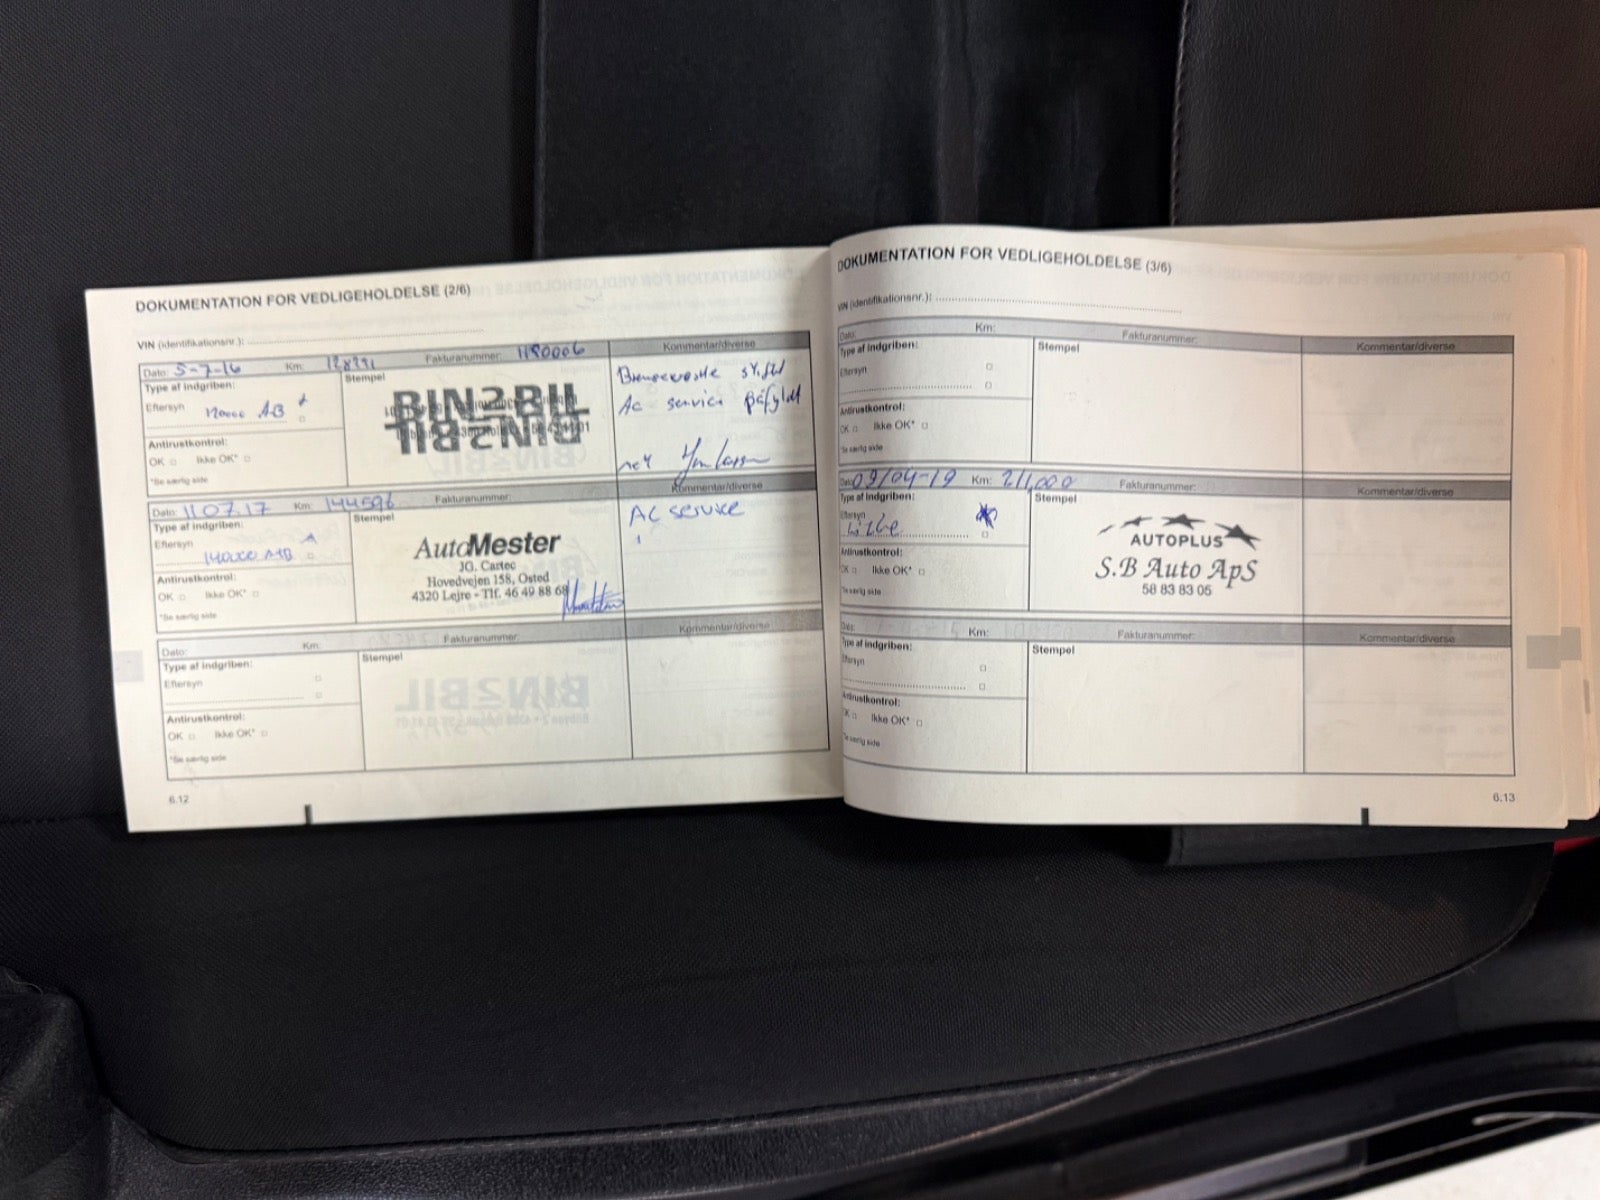 DOKUMENTATION FOR VEDLIGEHOLDELSE (2/6)
VIN (identifikationsnr.):
Dato: 5-7-16 Km: Fakturanummer: 1180006 Kommentar/diverse
Type af indgriben:
Stempel
Eftersyn
BIN2BIL
Ac service påfyldt
Antirustkontrol:
OK Ikke OK*
*Se særlig side
Dato: 11 07.17 Km: 144596 Fakturanummer: Kommentar/diverse
Type af indgriben:
Stempel
AC service
Eftersyn
AutoMester
JG. Cartec
Hovedvejen 158, Osted
4320 Lejre - Tlf. 46 49 88 68
Antirustkontrol:
OK Ikke OK*
*Se særlig side
Dato: Km: Fakturanummer: Kommentar/diverse
Type af indgriben:
Stempel
Eftersyn
Antirustkontrol:
OK Ikke OK*
*Se særlig side
6.12
DOKUMENTATION FOR VEDLIGEHOLDELSE (3/6)
VIN (identifikationsnr.):
Dato: Km: Fakturanummer: Kommentar/diverse
Type af indgriben:
Stempel
Eftersyn
Antirustkontrol:
OK Ikke OK*
*Se særlig side
Dato: 09/04-19 Km: 211,000 Fakturanummer: Kommentar/diverse
Type af indgriben:
Stempel
Eftersyn
AUTOPLUS
S.B Auto ApS
58 83 83 05
Antirustkontrol:
OK Ikke OK*
*Se særlig side
Dato: Km: Fakturanummer: Kommentar/diverse
Type af indgriben:
Stempel
Eftersyn
Antirustkontrol:
OK Ikke OK*
*Se særlig side
6.13